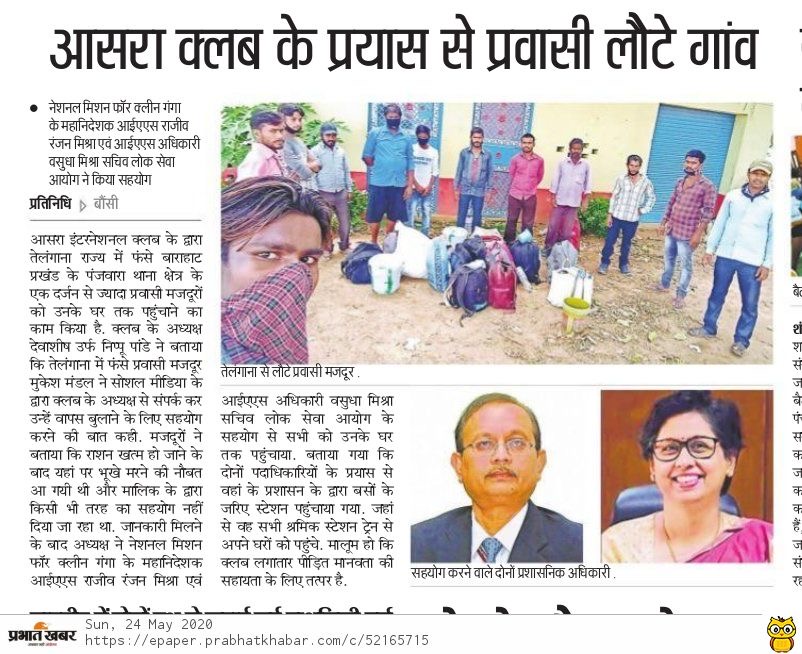 आसरा क्लब के प्रयास से प्रवासी लौटे गांव
नेशनल मिशन फॉर क्लीन गंगा
के महानिदेशक आईएएस राजीव
रंजन मिश्रा एवं आईएएस अधिकारी
वसुधा मिश्रा सचिव लोक सेवा
आयोग ने किया सहयोग
प्रतिनिधि बौंसी
आसरा इंटरनेशनल क्लब के द्वारा
तेलंगाना राज्य में फंसे बाराहाट
प्रखंड के पंजवारा थाना क्षेत्र के
एक दर्जन से ज्यादा प्रवासी मजदूरों
को उनके घर तक पहुंचाने का
काम किया है. क्लब के अध्यक्ष
देवाशीष उर्फ निप्पू पांडे ने बताया
कि तेलंगाना में फंसे प्रवासी मजदूर
मुकेश मंडल ने सोशल मीडिया के
द्वारा क्लब के अध्यक्ष से संपर्क कर
उन्हें वापस बुलाने के लिए सहयोग
करने की बात कही. मजदूरों ने
बताया कि राशन खत्म हो जाने के
बाद यहां पर भूखे मरने की नौबत
आ गयी थी और मालिक के द्वारा
किसी भी तरह का सहयोग नहीं
दिया जा रहा था. जानकारी मिलने
के बाद अध्यक्ष ने नेशनल मिशन
फॉर क्लीन गंगा के महानिदेशक
आईएएस राजीव रंजन मिश्रा एवं
तेलंगाना से लौटे प्रवासी मजदूर .
आईएएस अधिकारी वसुधा मिश्रा
सचिव लोक सेवा आयोग के
सहयोग से सभी को उनके घर
तक पहुंचाया. बताया गया कि
दोनों पदाधिकारियों के प्रयास से
वहां के प्रशासन के द्वारा बसों के
जरिए स्टेशन पहुंचाया गया. जहां
से वह सभी श्रमिक स्टेशन ट्रेन से
अपने घरों को पहुंचे. मालूम हो कि
क्लब लगातार पीड़ित मानवता की
सहायता के लिए तत्पर है.
सहयोग करने वाले दोनों प्रशासनिक अधिकारी .
प्रभात खबर
Sun, 24 May 2020
https://epaper.prabhatkhabar.com/c/52165715